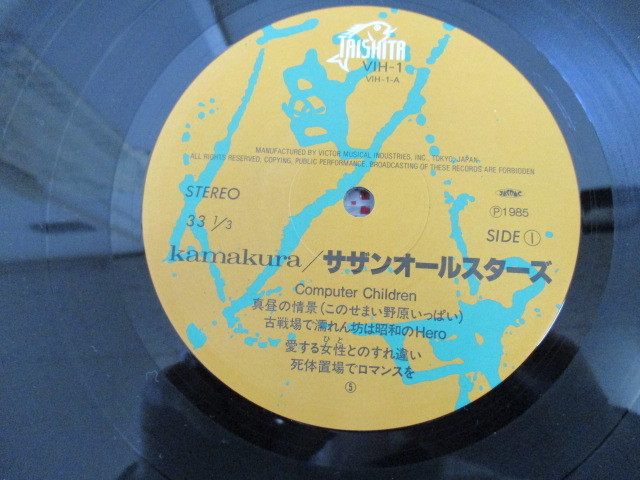 TAISHITA
VIH-1
VIH-1-A
MANUFACTURED BY VICTOR MUSICAL INDUSTRIES, INC., TOKYO, JAPAN
ALL RIGHTS RESERVED, COPYING, PUBLIC PERFORMANCE, BROADCASTING OF THESE RECORDS ARE FORBIDDEN
STEREO
33 1/3
Ⓟ1985
SIDE ①
kamakura/サザンオールスターズ
Computer Children
真昼の情景(このせまい野原いっぱい)
古戦場で濡れん坊は昭和のHero
ひと
愛する女性とのすれ違い
死体置場でロマンスを
⑤